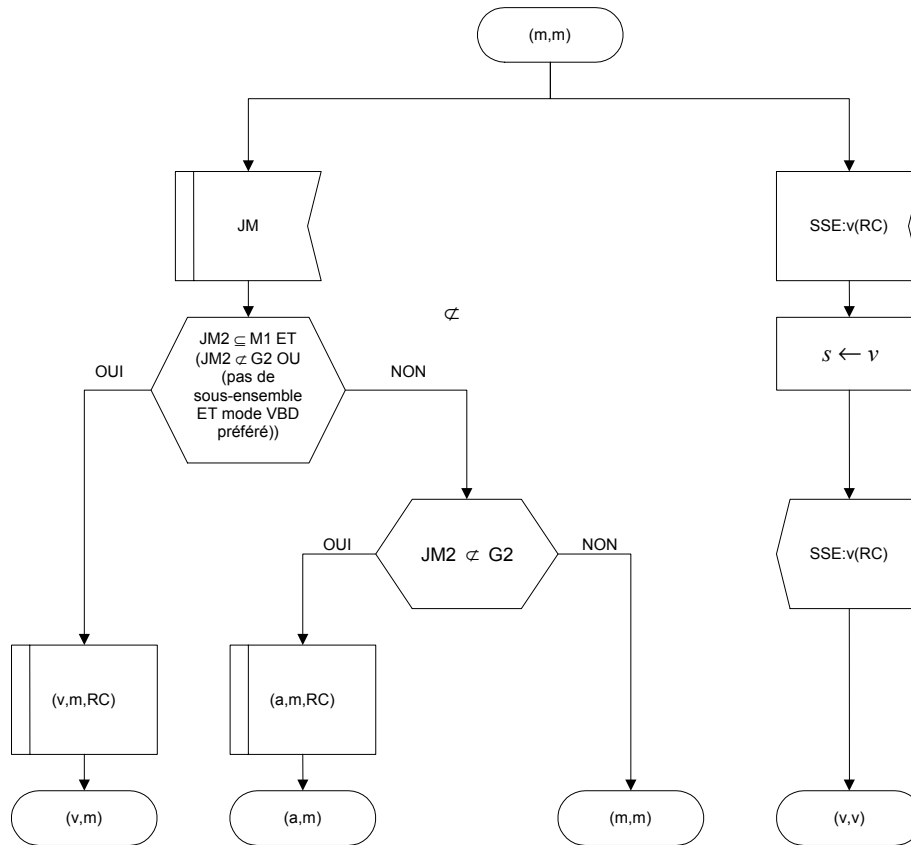 (m,m)
JM
SSE:v(RC)
⊄
JM2 ⊆ M1 ET
(JM2 ⊄ G2 OU
(pas de
sous-ensemble
ET mode VBD
préféré))
OUI
NON
s ← v
JM2 ⊄ G2
OUI
NON
SSE:v(RC)
(v,m,RC)
(a,m,RC)
(v,m)
(a,m)
(m,m)
(v,v)